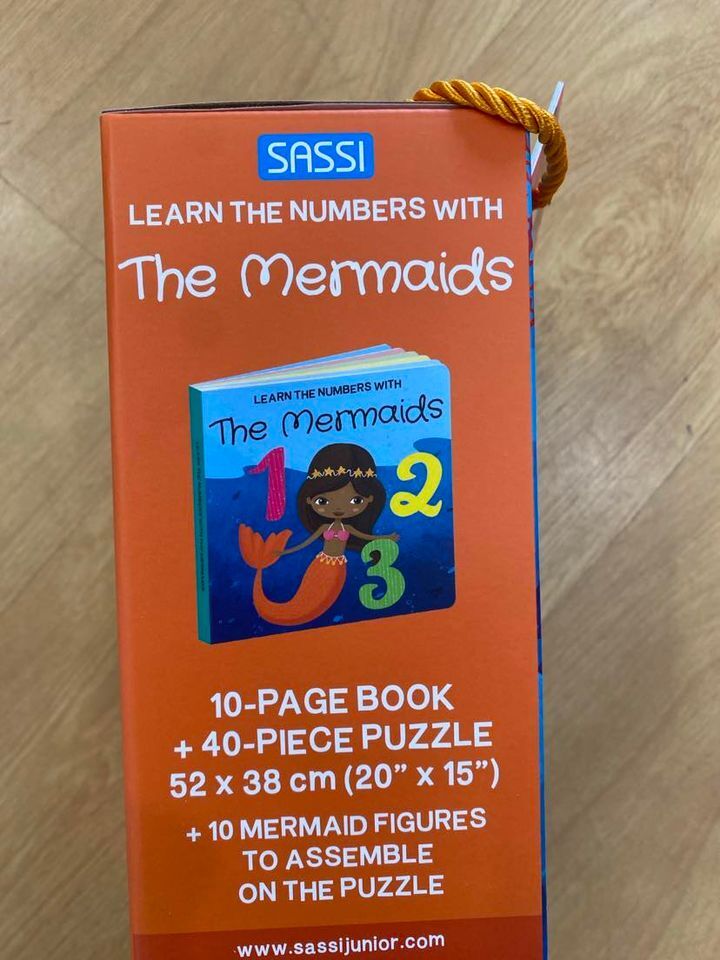 SASSI
LEARN THE NUMBERS WITH
The Mermaids
LEARN THE NUMBERS WITH
The Mermaids
1 2
3
10-PAGE BOOK
+ 40-PIECE PUZZLE
52 x 38 cm (20” x 15”)
+ 10 MERMAID FIGURES
TO ASSEMBLE
ON THE PUZZLE
www.sassijunior.com